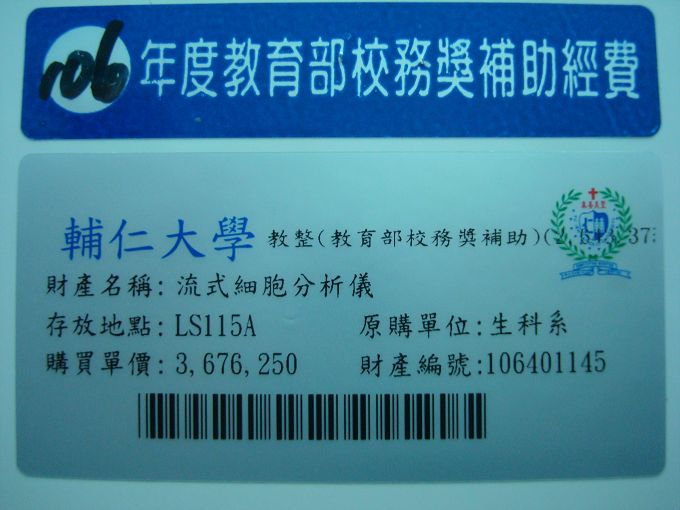 106年度教育部校務獎補助經費
輔仁大學 教整(教育部校務獎補助)
財產名稱: 流式細胞分析儀
存放地點: LS115A 原購單位: 生科系
購買單價: 3,676,250 財產編號:106401145